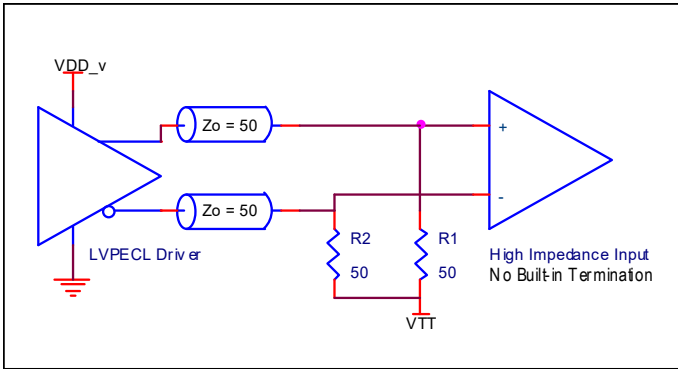 VDD_v
Zo = 50
+
Zo = 50
-
R2
50
R1
50
LVPECL Driver
High Impedance Input
No Built-in Termination
VTT